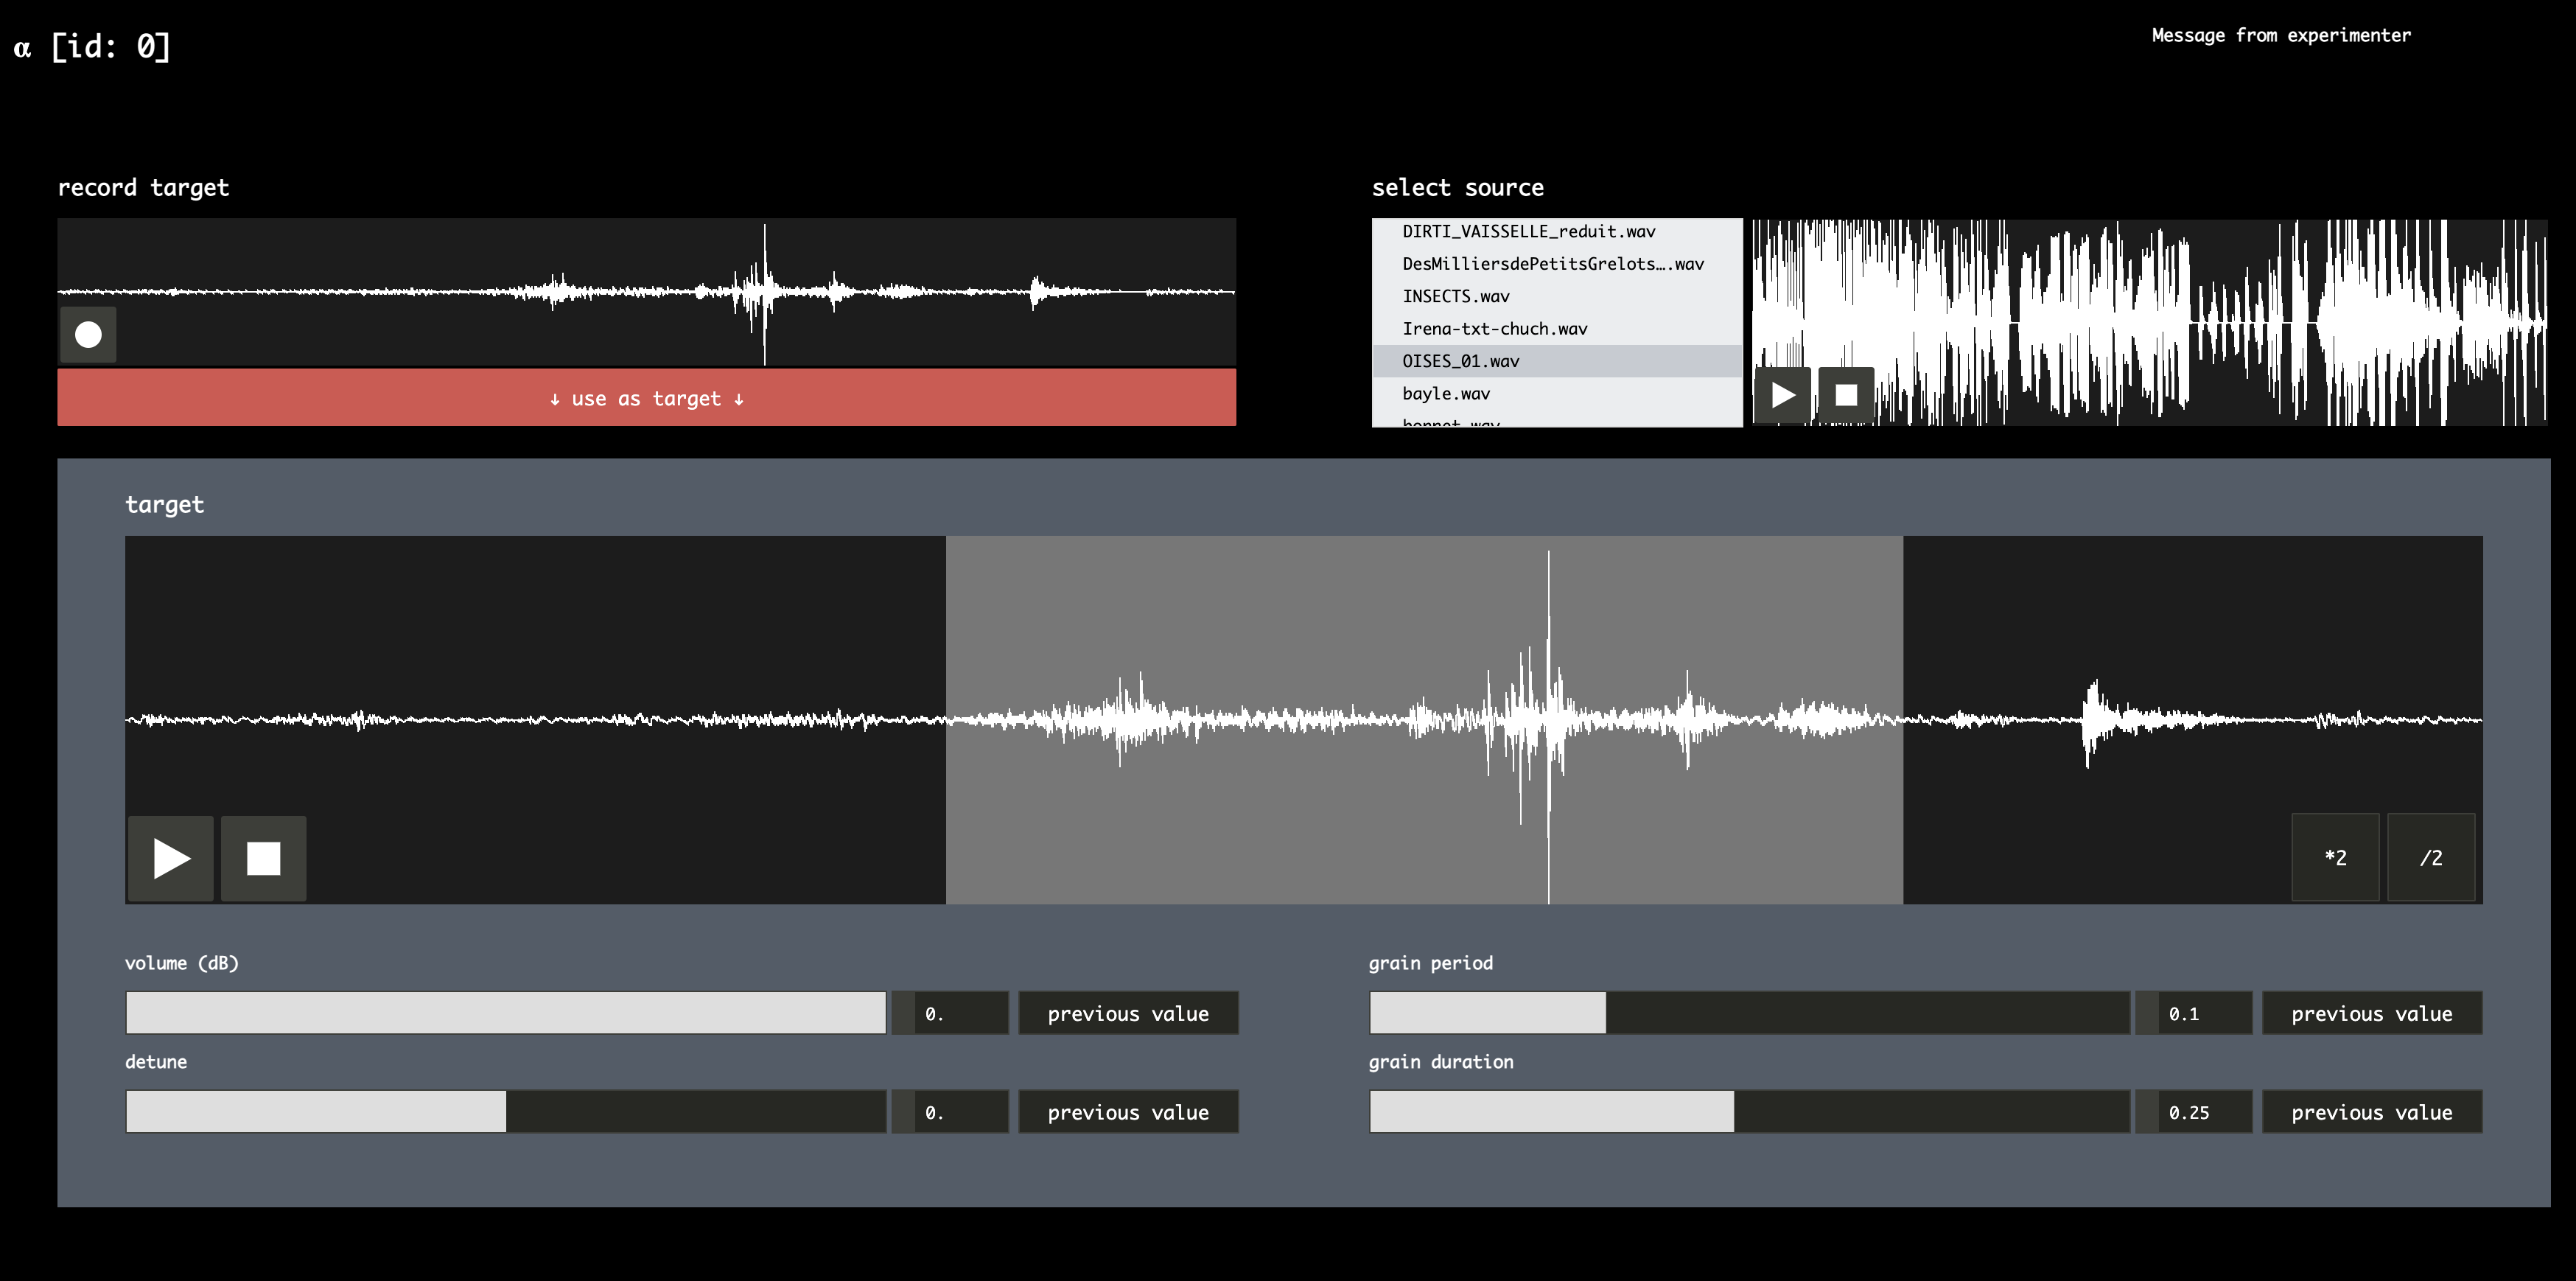 α [id: 0]
Message from experimenter
record target
select source
DIRTI_VAISSELLE_reduit.wav
DesMilliersdePetitsGrelots….wav
INSECTS.wav
Irena-txt-chuch.wav
OISES_01.wav
bayle.wav
↓ use as target ↓
target
*2
/2
volume (dB)
0.
previous value
grain period
0.1
previous value
detune
0.
previous value
grain duration
0.25
previous value